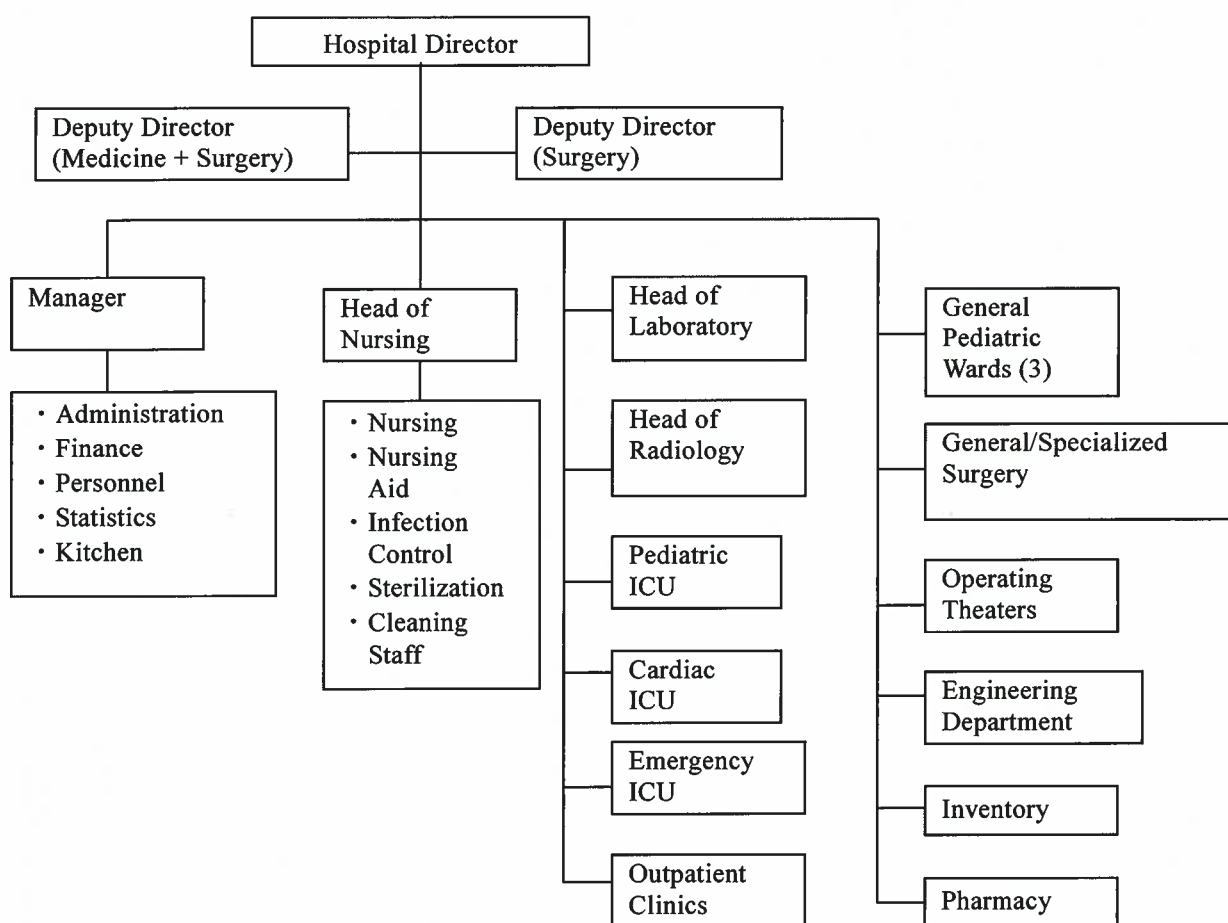 Hospital Director
Deputy Director
(Medicine + Surgery)
Deputy Director
(Surgery)
Manager
・Administration
・Finance
・Personnel
・Statistics
・Kitchen
Head of
Nursing
・Nursing
・Nursing
Aid
・Infection
Control
・Sterilization
・Cleaning
Staff
Head of
Laboratory
Head of
Radiology
Pediatric
ICU
Cardiac
ICU
Emergency
ICU
Outpatient
Clinics
General
Pediatric
Wards (3)
General/Specialized
Surgery
Operating
Theaters
Engineering
Department
Inventory
Pharmacy